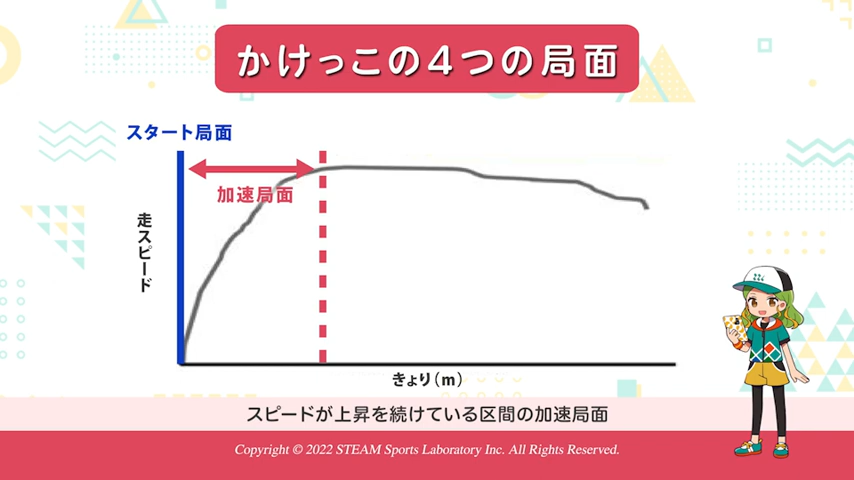 かけっこの4つの局面
スタート局面
加速局面
走スピード
きょり(m)
スピードが上昇を続けている区間の加速局面
Copyright © 2022 STEAM Sports Laboratory Inc. All Rights Reserved.